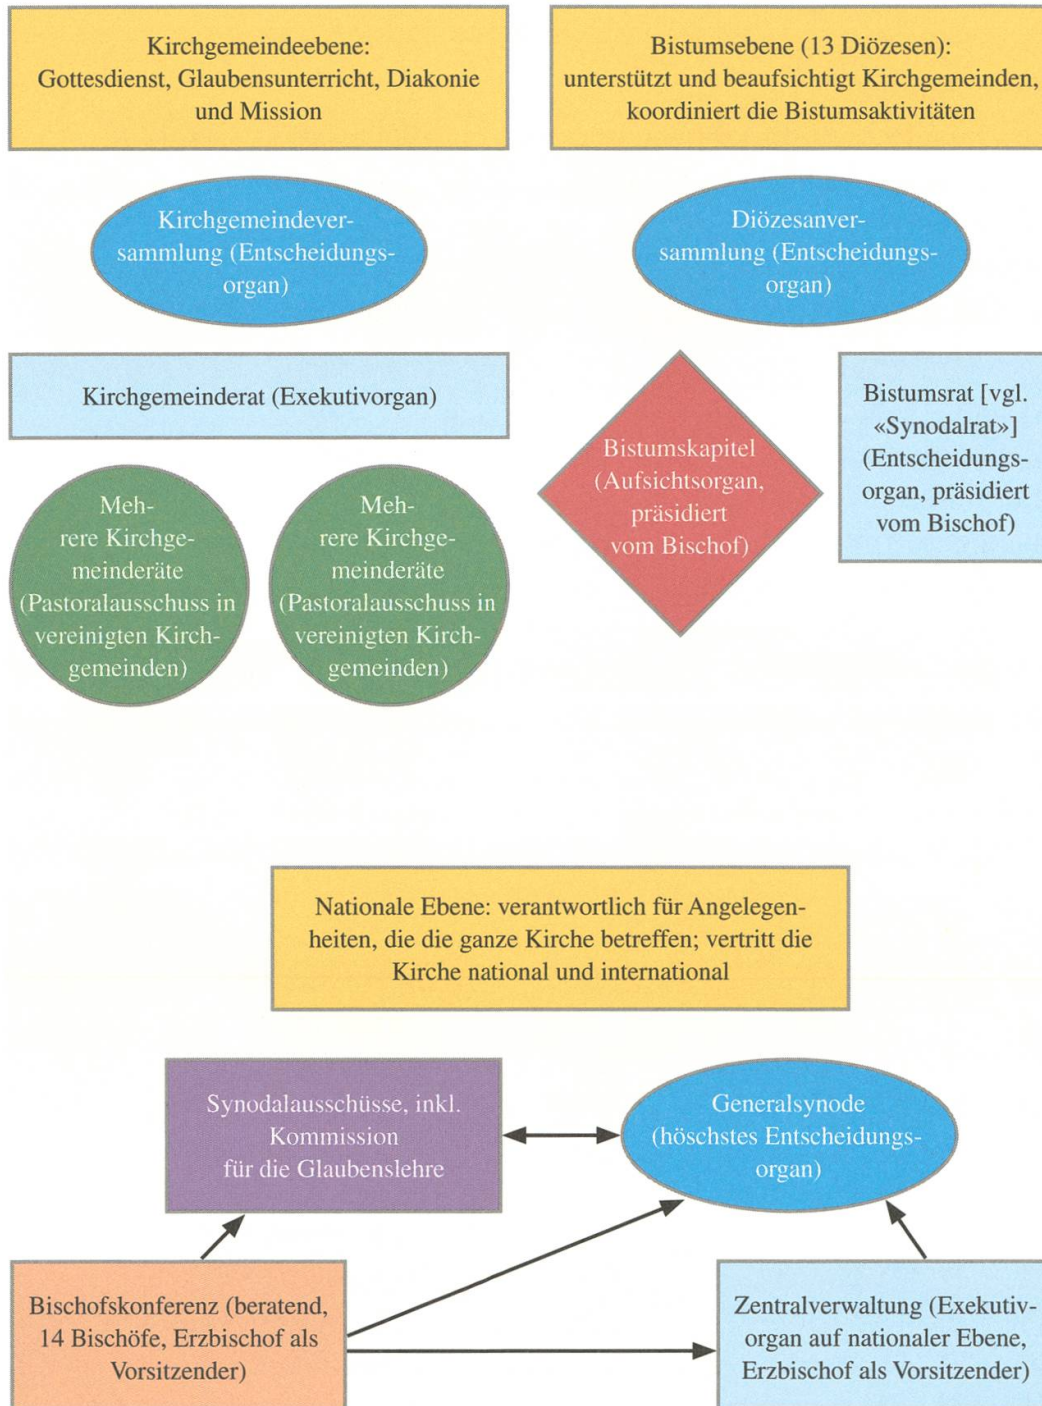 Kirchgemeindeebene:
Gottesdienst, Glaubensunterricht, Diakonie
und Mission
Bistumsebene (13 Diözesen):
unterstützt und beaufsichtigt Kirchgemeinden,
koordiniert die Bistumsaktivitäten
Kirchgemeindever-
sammlung (Entscheidungs-
organ)
Diözesanver-
sammlung (Entscheidungs-
organ)
Kirchgemeinderat (Exekutivorgan)
Bistumskapitel
(Aufsichtsorgan,
präsidiert
vom Bischof)
Bistumsrat [vgl.
«Synodalrat»]
(Entscheidungs-
organ, präsidiert
vom Bischof)
Meh-
rere Kirchge-
meinderäte
(Pastoralausschuss in
vereinigten Kirch-
gemeinden)
Meh-
rere Kirchge-
meinderäte
(Pastoralausschuss in
vereinigten Kirch-
gemeinden)
Nationale Ebene: verantwortlich für Angelegen-
heiten, die die ganze Kirche betreffen; vertritt die
Kirche national und international
Synodalausschüsse, inkl.
Kommission
für die Glaubenslehre
Generalsynode
(höschstes Entscheidungs-
organ)
Bischofskonferenz (beratend,
14 Bischöfe, Erzbischof als
Vorsitzender)
Zentralverwaltung (Exekutiv-
organ auf nationaler Ebene,
Erzbischof als Vorsitzender)